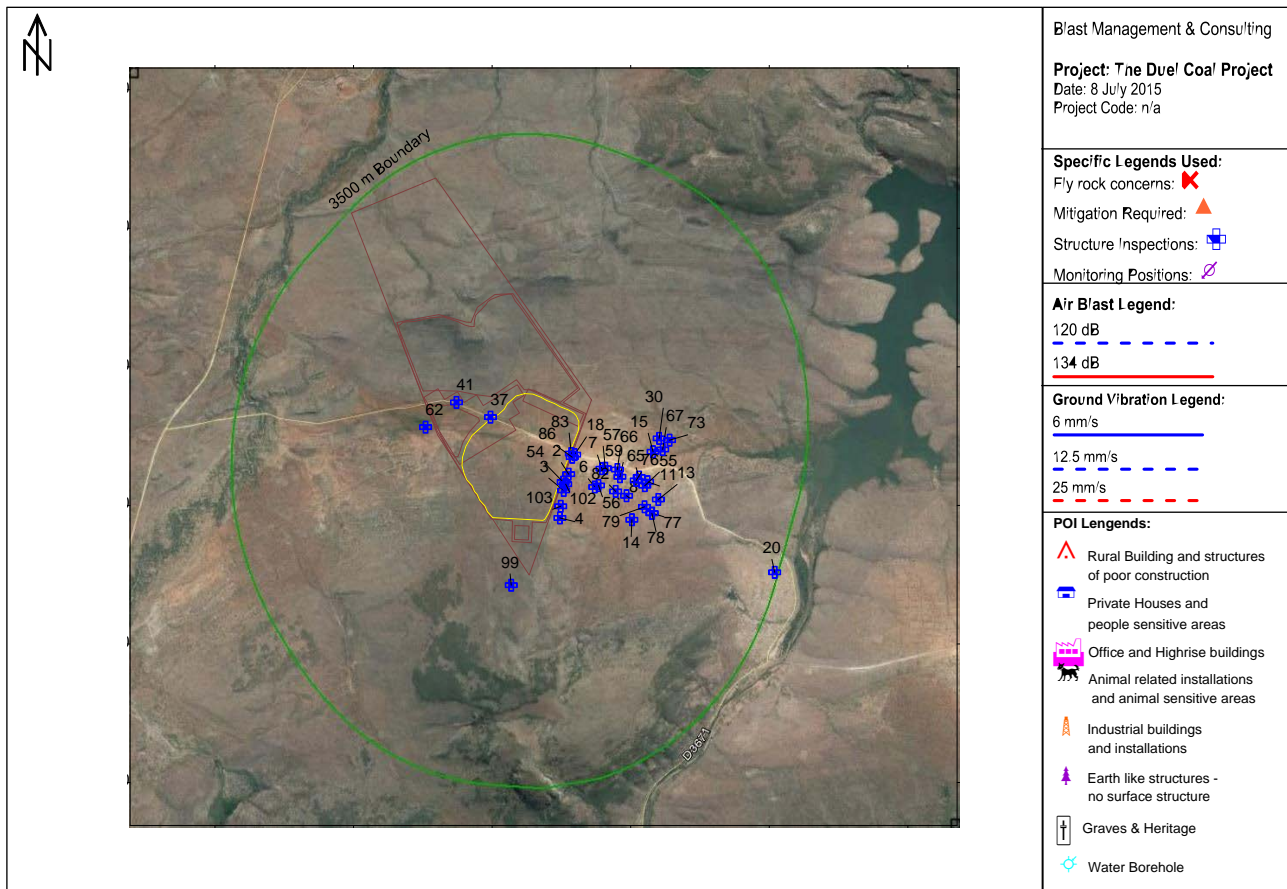 N
3500 m Boundary
41
37
62
30
15
67
73
83
18
57
66
86
7
59
54
2
65
7
6
55
3
6
82
11
13
103
102
56
8
4
79
14
77
78
99
20
D3671
Blast Management & Consulting
Project: The Duel Coal Project
Date: 8 July 2015
Project Code: n/a
Specific Legends Used:
Fly rock concerns:
Mitigation Required:
Structure Inspections:
Monitoring Positions:
Air Blast Legend:
120 dB
134 dB
Ground Vibration Legend:
6 mm/s
12.5 mm/s
25 mm/s
POI Lengends:
Rural Building and structures
of poor construction
Private Houses and
people sensitive areas
Office and Highrise buildings
Animal related installations
and animal sensitive areas
Industrial buildings
and installations
Earth like structures -
no surface structure
Graves & Heritage
Water Borehole